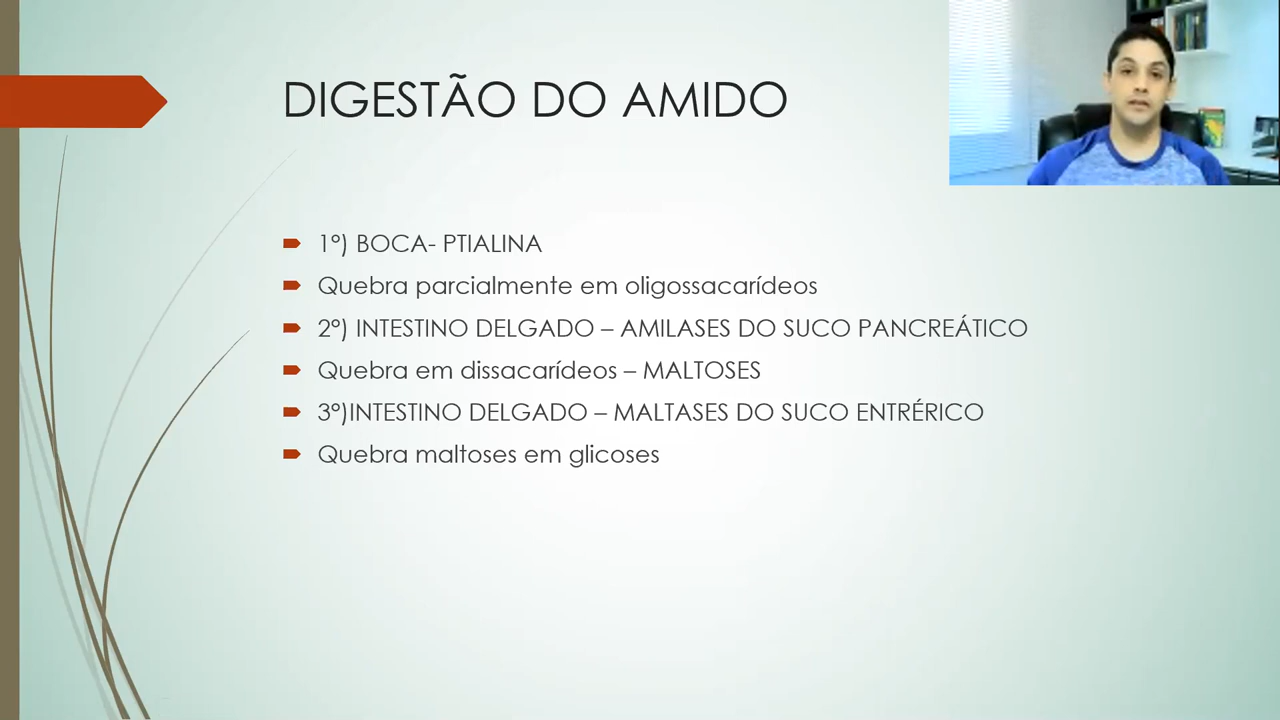 DIGESTÃO DO AMIDO
1º) BOCA- PTIALINA
Quebra parcialmente em oligossacarídeos
2º) INTESTINO DELGADO – AMILASES DO SUCO PANCREÁTICO
Quebra em dissacarídeos – MALTOSES
3º)INTESTINO DELGADO – MALTASES DO SUCO ENTRÉRICO
Quebra maltoses em glicoses